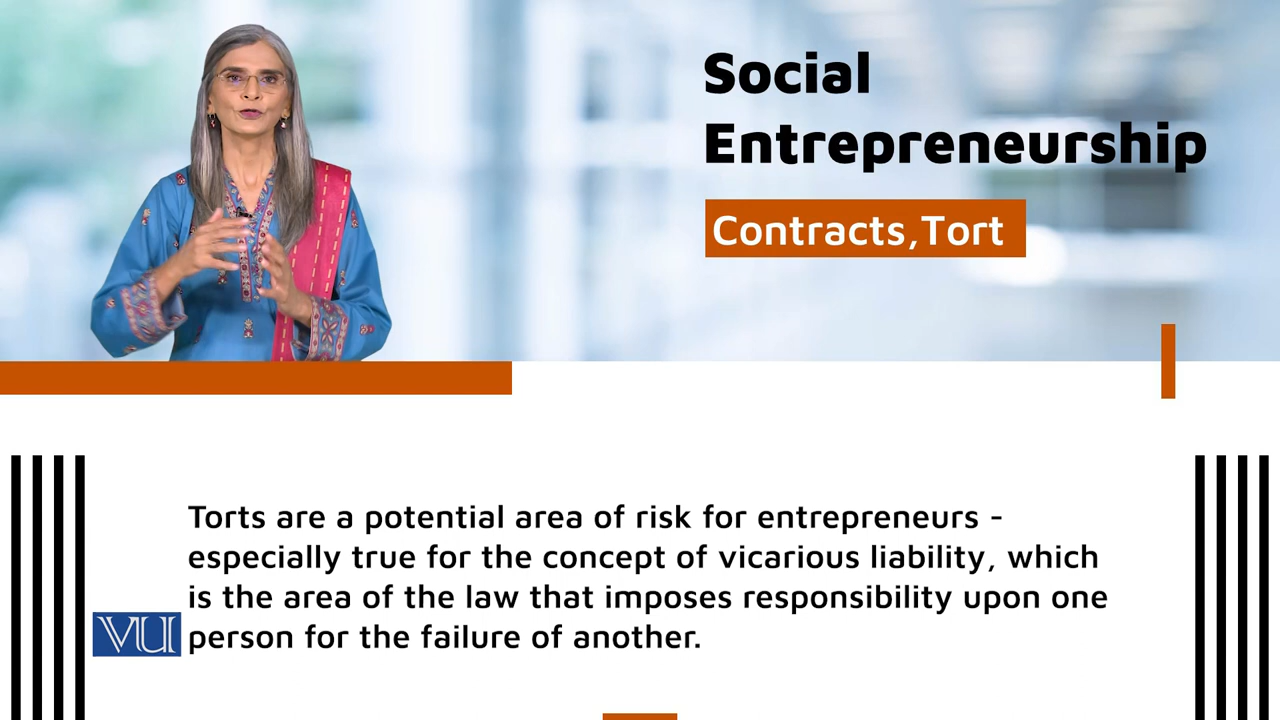 Social
Entrepreneurship
Contracts,Tort
Torts are a potential area of risk for entrepreneurs -
especially true for the concept of vicarious liability, which
is the area of the law that imposes responsibility upon one
VU
person for the failure of another.